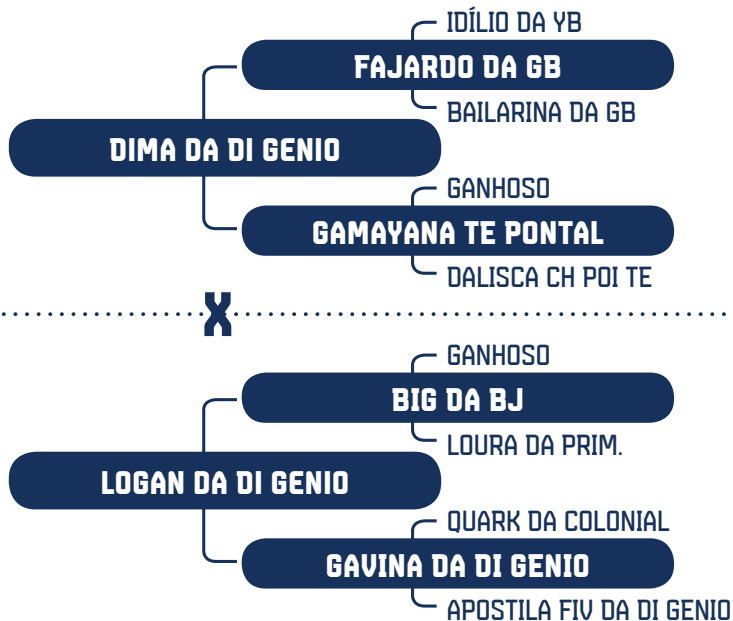 IDÍLIO DA YB
FAJARDO DA GB
BAILARINA DA GB
DIMA DA DI GENIO
GANHOSO
GAMAYANA TE PONTAL
DALISCA CH POI TE
X
GANHOSO
BIG DA BJ
LOURA DA PRIM.
LOGAN DA DI GENIO
QUARK DA COLONIAL
GAVINA DA DI GENIO
APOSTILA FIV DA DI GENIO